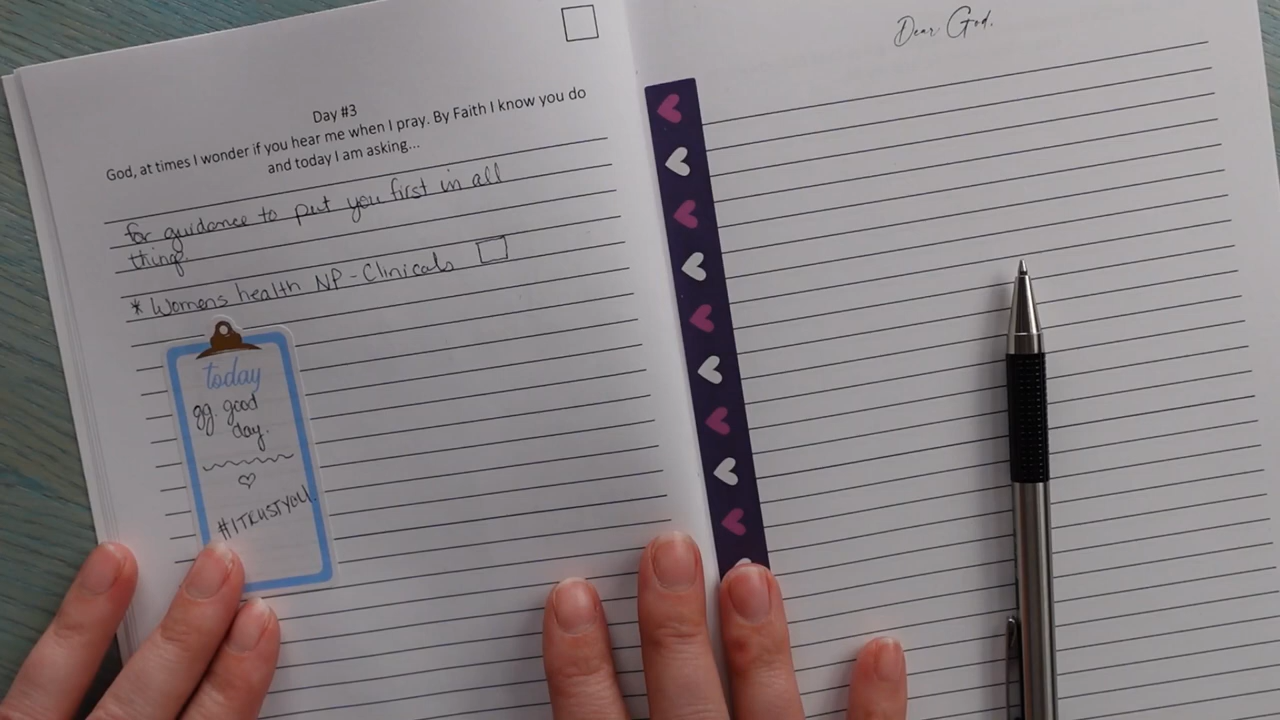 Day #3
God, at times I wonder if you hear me when I pray. By Faith I know you do
and today I am asking...
for guidance to put you first in all
things.
* Womens health NP-Clinicals
today
gg. good
day.
#ITRUSTYOU.
Dear God,